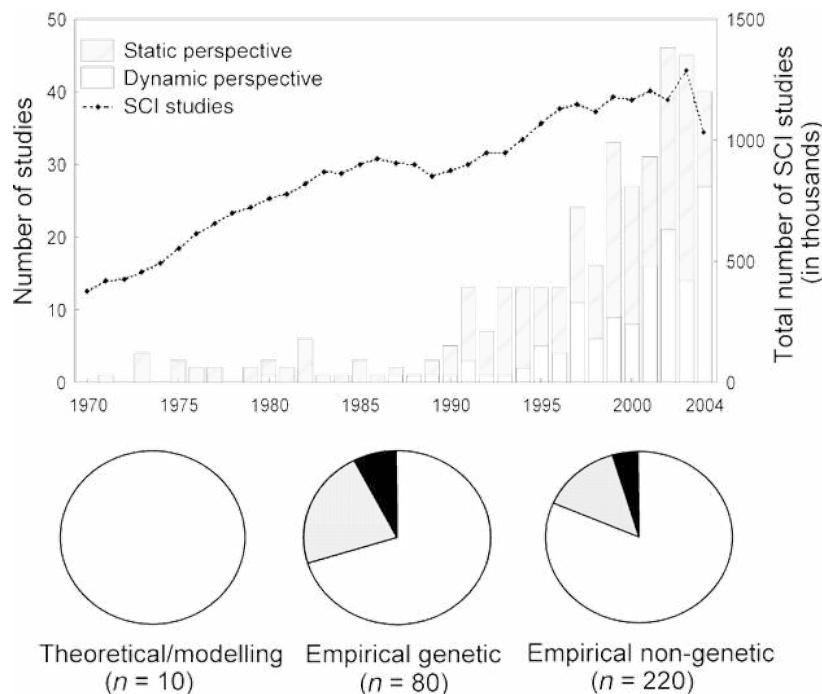 50
40
30
20
10
0
Number of studies
Static perspective
Dynamic perspective
SCI studies
1500
1000
500
0
Total number of SCI studies
(in thousands)
1970
1975
1980
1985
1990
1995
2000
2004
Theoretical/modelling
(n = 10)
Empirical genetic
(n = 80)
Empirical non-genetic
(n = 220)